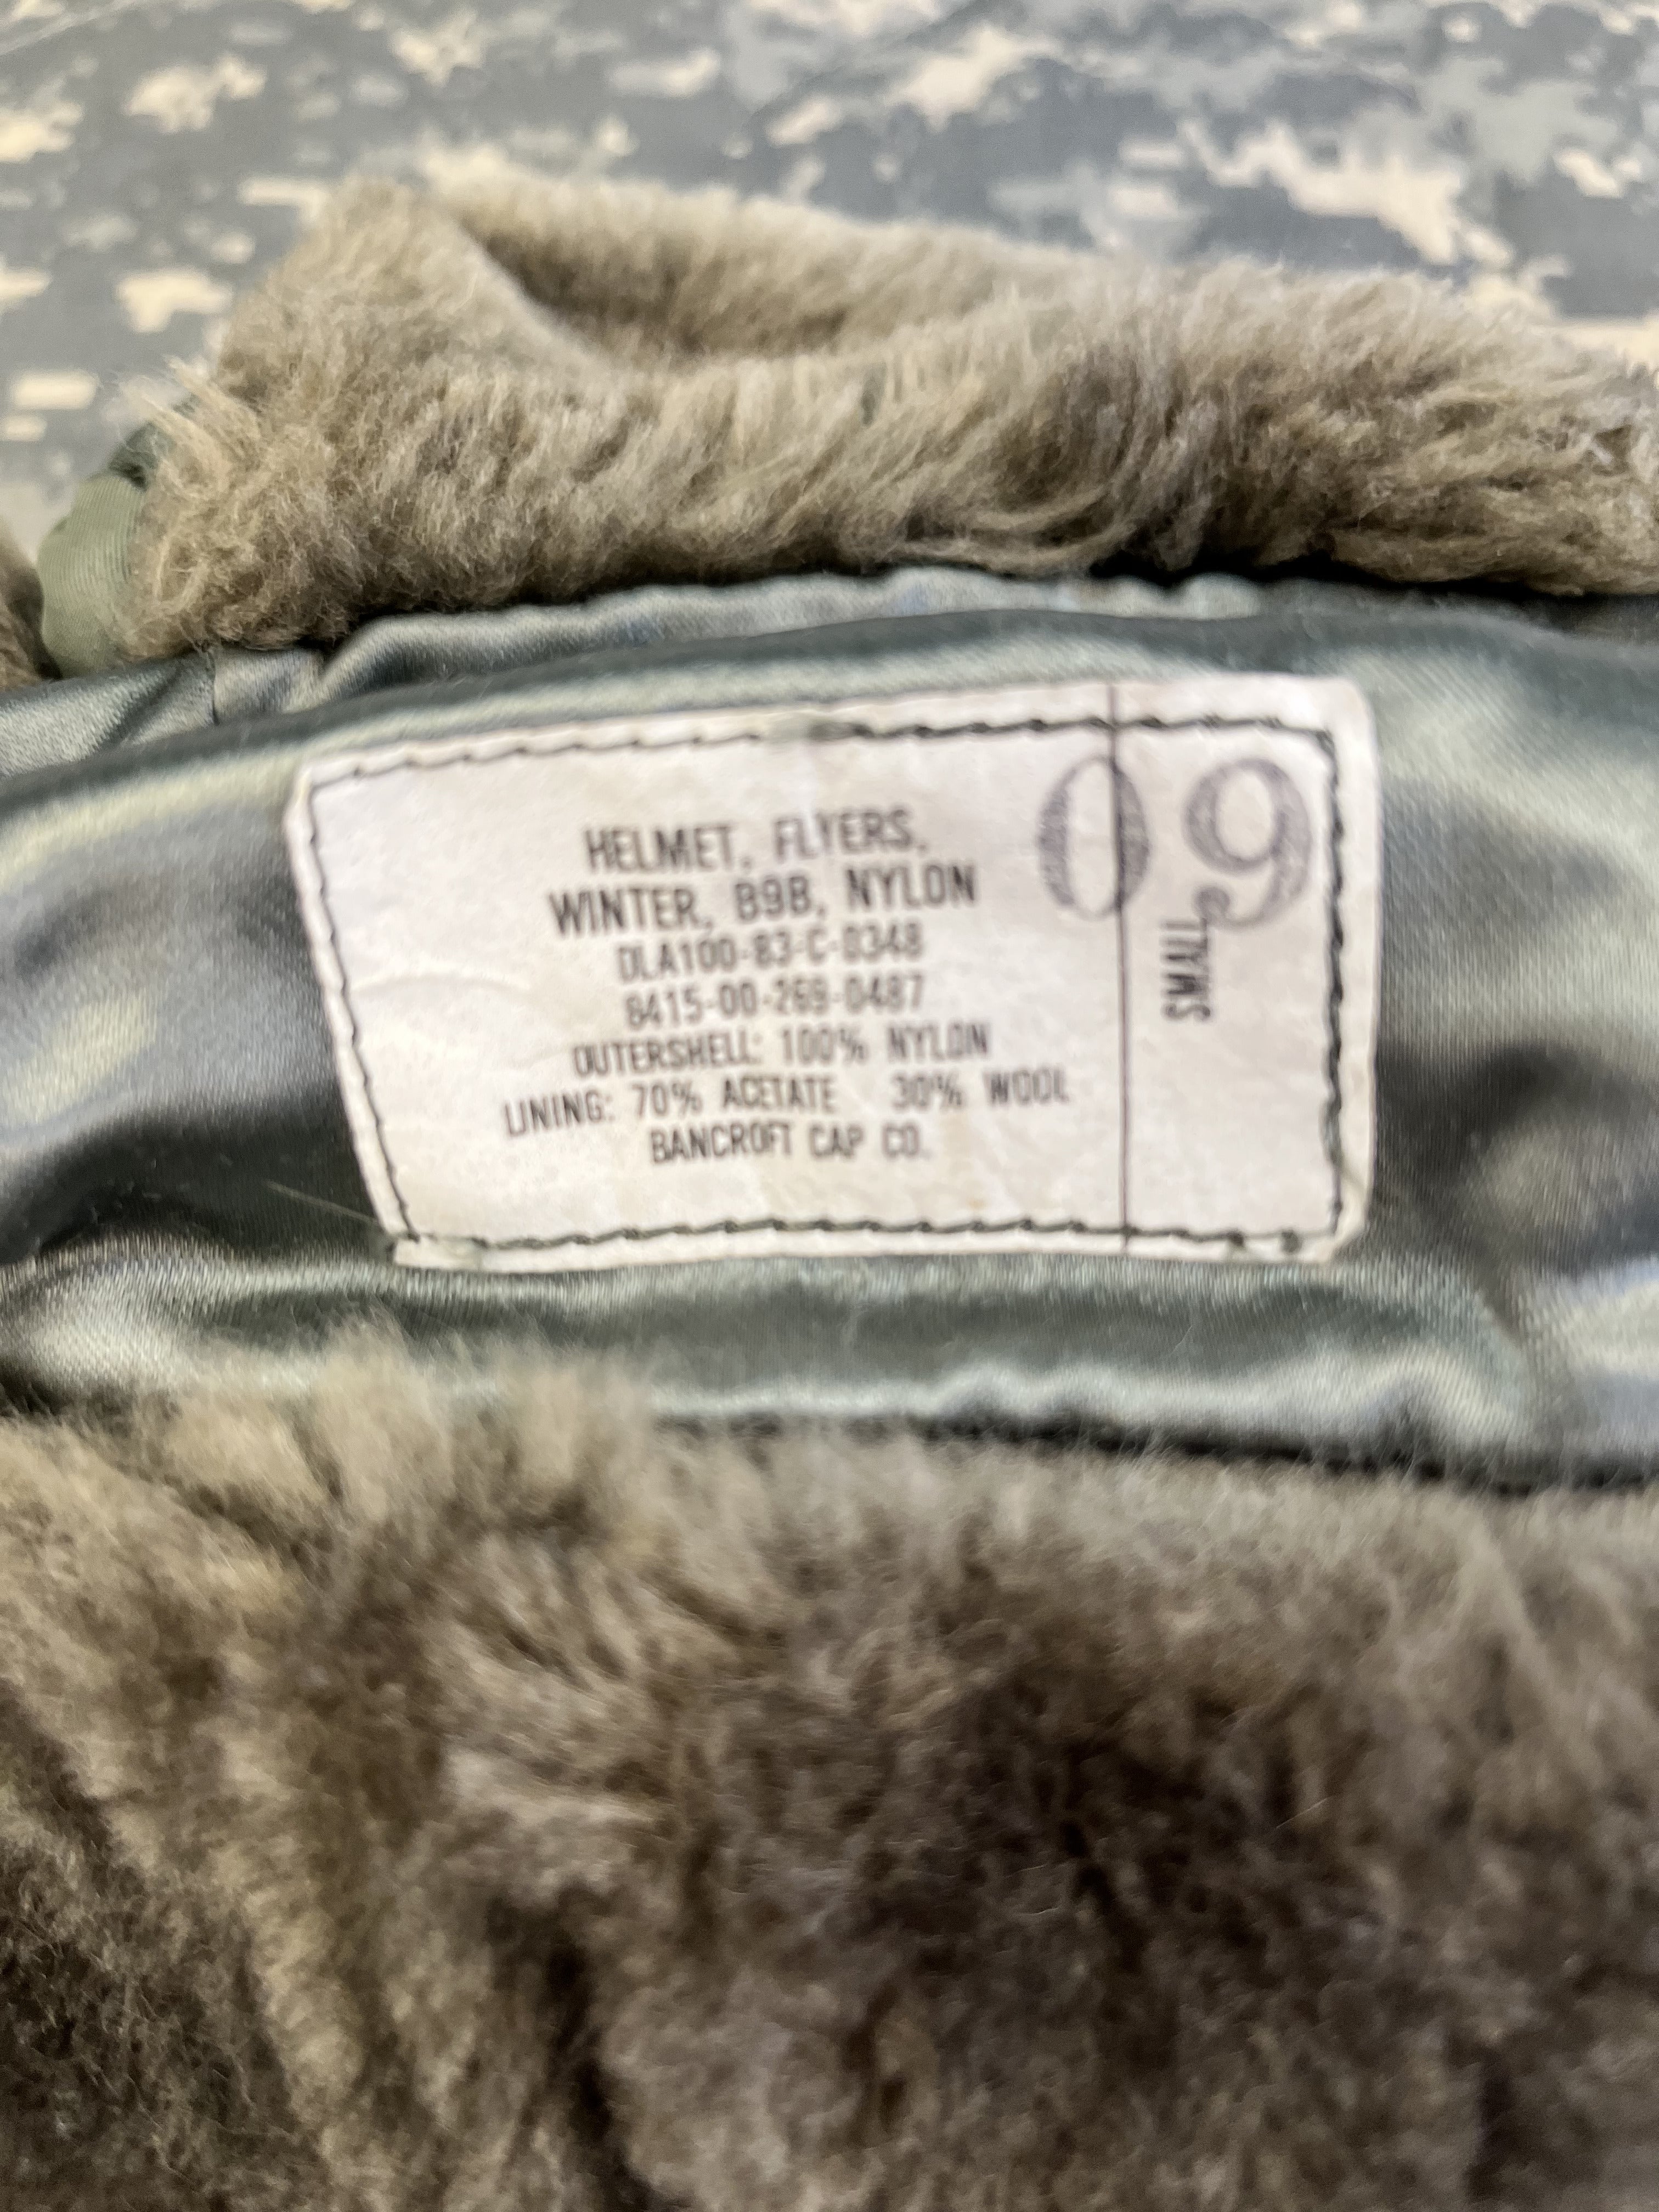 HELMET, FLYERS,
WINTER, B9B, NYLON
DLA100-83-C-0348
8415-00-269-0487
OUTERSHELL: 100% NYLON
LINING: 70% ACETATE 30% WOOL
BANCROFT CAP CO.
SMALL
09